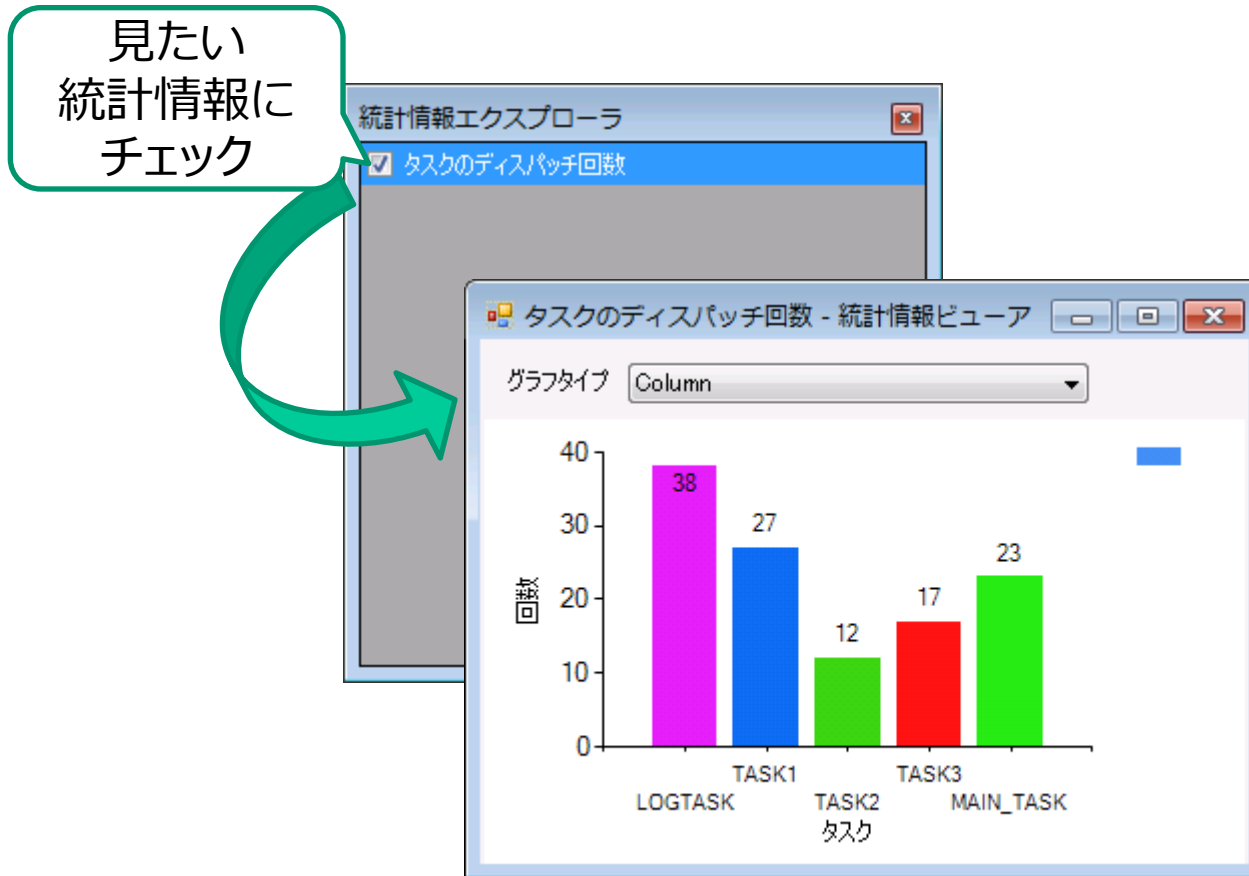 見たい
統計情報に
チェック
統計情報エクスプローラ
タスクのディスパッチ回数
タスクのディスパッチ回数 - 統計情報ビューア
グラフタイプ Column
40
30
20
10
0
回数
38
27
12
17
23
TASK1 TASK3
LOGTASK TASK2 MAIN_TASK
タスク